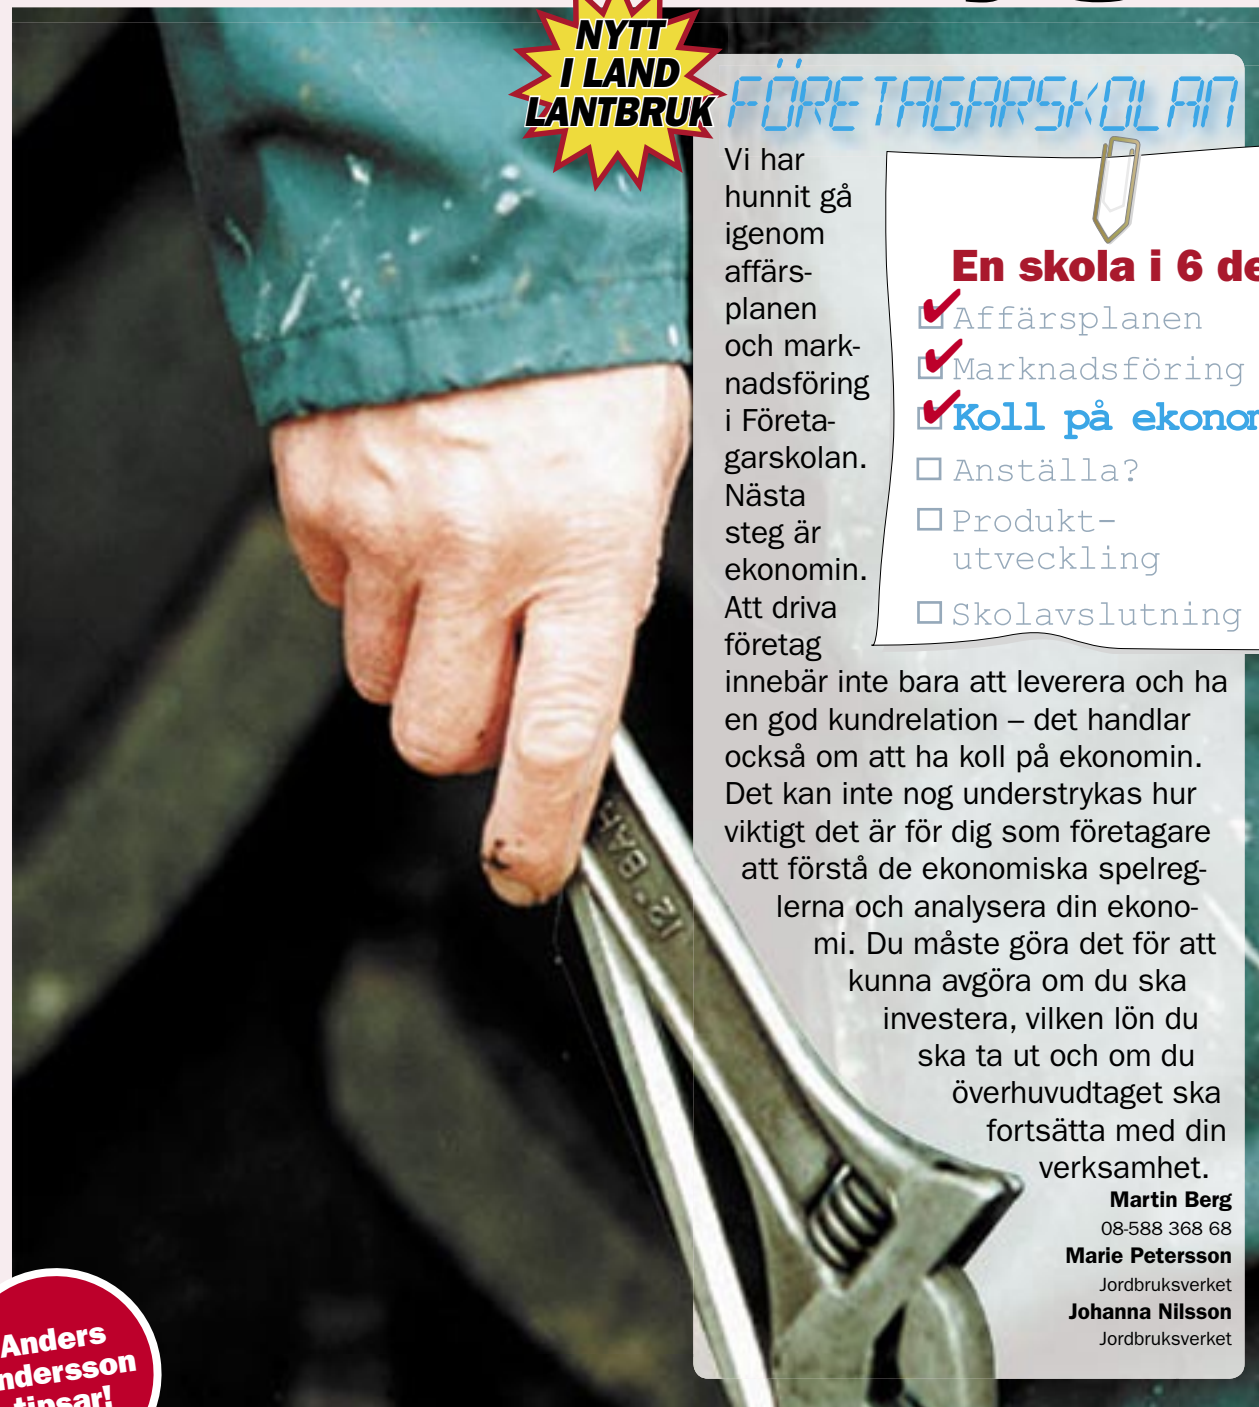 NYTT
I LAND
LANTBRUK
FÖRETAGARSKOLAN
Vi har
hunnit gå
igenom
affärs-
planen
och mark-
nadsföring
i Företa-
garskolan.
Nästa
steg är
ekonomin.
Att driva
företag
innebär inte bara att leverera och ha
en god kundrelation – det handlar
också om att ha koll på ekonomin.
Det kan inte nog understrykas hur
viktigt det är för dig som företagare
att förstå de ekonomiska spelreg-
lerna och analysera din ekono-
mi. Du måste göra det för att
kunna avgöra om du ska
investera, vilken lön du
ska ta ut och om du
överhuvudtaget ska
fortsätta med din
verksamhet.
Martin Berg
08-588 368 68
Marie Petersson
Jordbruksverket
Johanna Nilsson
Jordbruksverket
En skola i 6 de
Affärsplanen
Marknadsföring
Koll på ekonom
Anställa?
Produkt-
utveckling
Skolavslutning
12" BAH
Anders
ndersson
tipsar!